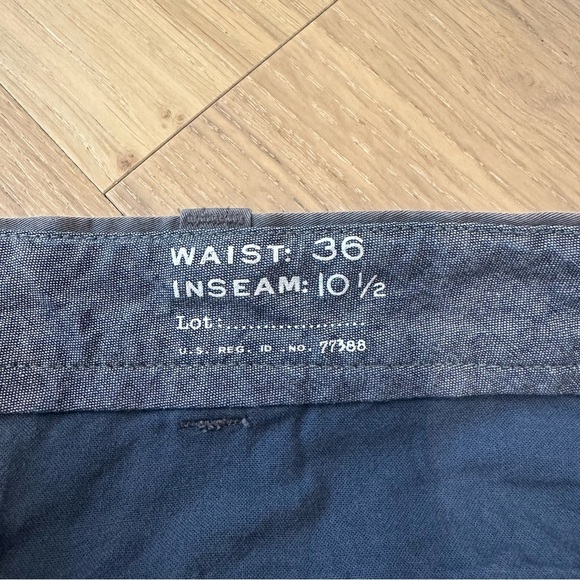 WAIST: 36
INSEAM: 10 1/2
Lot:...................
U.S. REG. ID. NO. 77388